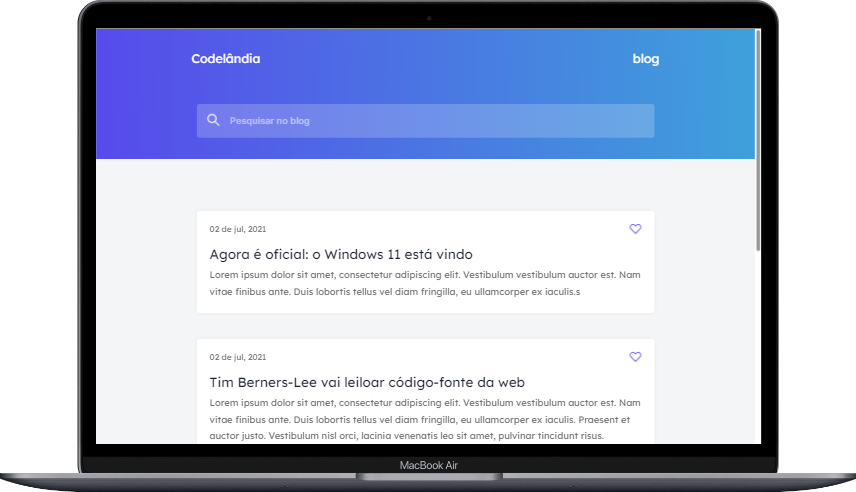 Codelândia
blog
Pesquisar no blog
02 de jul, 2021
Agora é oficial: o Windows 11 está vindo
Lorem ipsum dolor sit amet, consectetur adipiscing elit. Vestibulum vestibulum auctor est. Nam
vitae finibus ante. Duis lobortis tellus vel diam fringilla, eu ullamcorper ex iaculis.s
02 de jul, 2021
Tim Berners-Lee vai leiloar código-fonte da web
Lorem ipsum dolor sit amet, consectetur adipiscing elit. Vestibulum vestibulum auctor est. Nam
vitae finibus ante. Duis lobortis tellus vel diam fringilla, eu ullamcorper ex iaculis. Praesent et
auctor justo. Vestibulum nisl orci, lacinia venenatis leo sit amet, pulvinar tincidunt risus.
MacBook Air